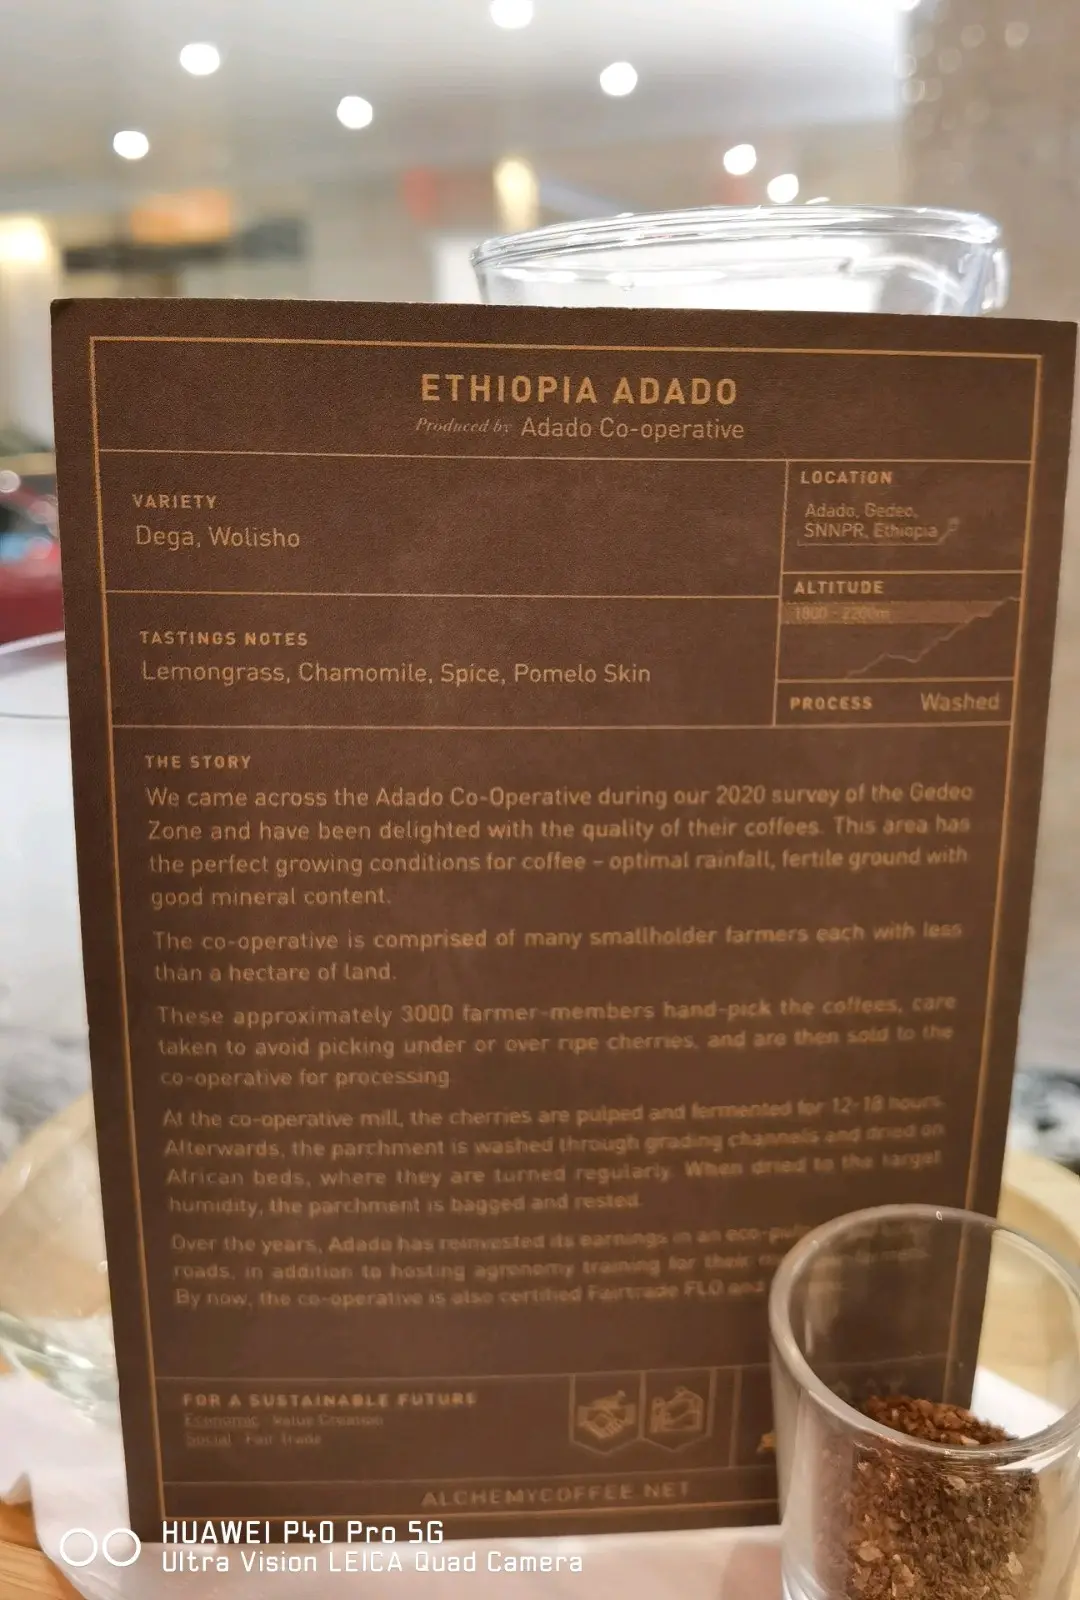 ETHIOPIA ADADO
Produced by Adado Co-operative
VARIETY
Dega, Wolisho
LOCATION
Adado, Gedeo,
SNNPR, Ethiopia
ALTITUDE
1800 - 2200m
TASTINGS NOTES
Lemongrass, Chamomile, Spice, Pomelo Skin
PROCESS Washed
THE STORY
We came across the Adado Co-Operative during our 2020 survey of the Gedeo
Zone and have been delighted with the quality of their coffees. This area has
the perfect growing conditions for coffee – optimal rainfall, fertile ground with
good mineral content.
The co-operative is comprised of many smallholder farmers each with less
than a hectare of land.
These approximately 3000 farmer-members hand-pick the coffees, care
taken to avoid picking under or over ripe cherries, and are then sold to the
co-operative for processing
At the co-operative mill, the cherries are pulped and fermented for 12-18 hours.
Afterwards, the parchment is washed through grading channels and dried on
African beds, where they are turned regularly. When dried to the target
humidity, the parchment is bagged and rested.
Over the years, Adado has reinvested its earnings in an
roads, in addition to hosting agronomy training for their
By now, the co-operative is also certified Fairtrade FLO and
FOR A SUSTAINABLE FUTURE
Economic · Value Creation
Social · Fair Trade
ALCHEMYCOFFEE.NET
HUAWEI P40 Pro 5G
Ultra Vision LEICA Quad Camera